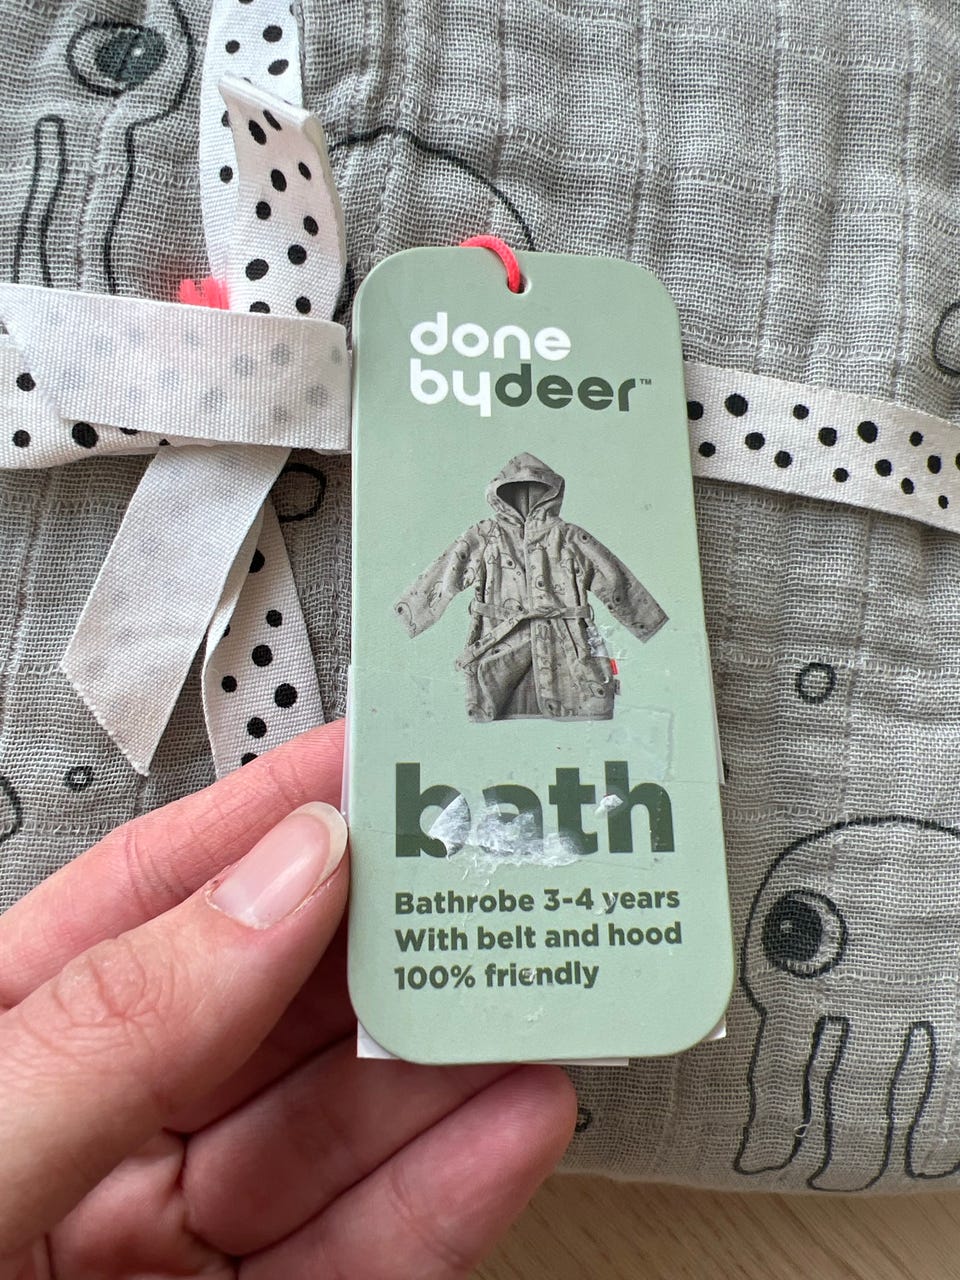 done
bydeer™
bath
Bathrobe 3-4 years
With belt and hood
100% friendly